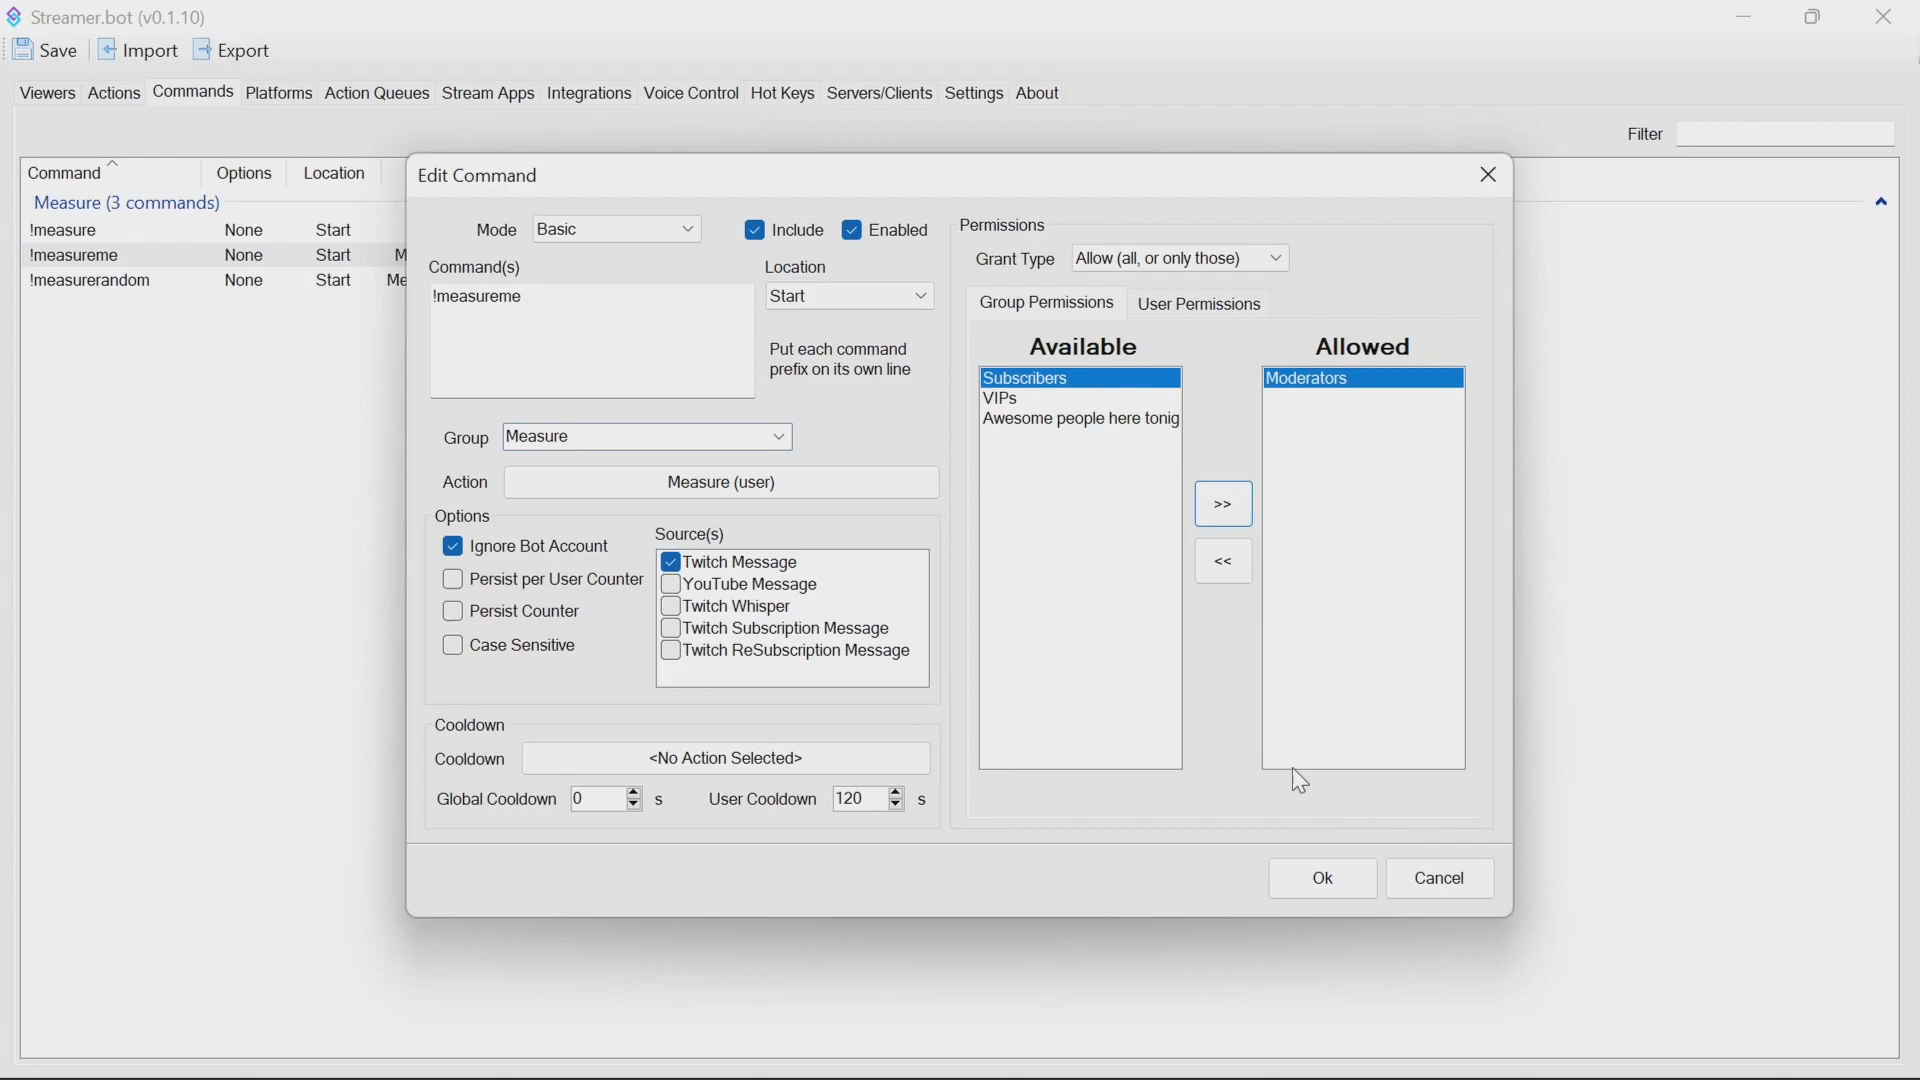 Streamer.bot (v0.1.10)
Save Import Export
Viewers Actions Commands Platforms Action Queues Stream Apps Integrations Voice Control Hot Keys Servers/Clients Settings About
Filter
Command Options Location
Measure (3 commands)
!measure None Start
!measureme None Start M
!measurerandom None Start Me
Edit Command
Mode Basic Include Enabled
Command(s) Location
!measureme Start
Put each command
prefix on its own line
Group Measure
Action Measure (user)
Options
Ignore Bot Account
Persist per User Counter
Persist Counter
Case Sensitive
Source(s)
Twitch Message
YouTube Message
Twitch Whisper
Twitch Subscription Message
Twitch ReSubscription Message
Cooldown
Cooldown <No Action Selected>
Global Cooldown 0 s User Cooldown 120 s
Permissions
Grant Type Allow (all, or only those)
Group Permissions User Permissions
Available
Subscribers
VIPs
Awesome people here tonig
>>
<<
Allowed
Moderators
Ok Cancel